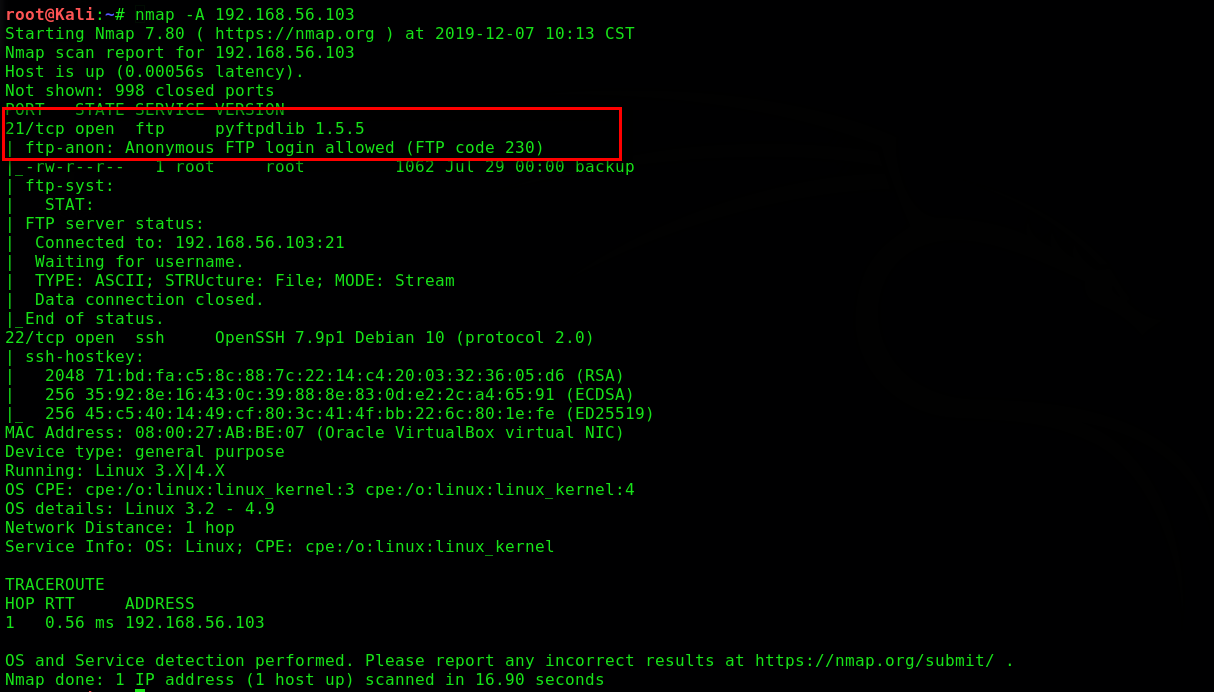 root@Kali:~# nmap -A 192.168.56.103
Starting Nmap 7.80 ( https://nmap.org ) at 2019-12-07 10:13 CST
Nmap scan report for 192.168.56.103
Host is up (0.00056s latency).
Not shown: 998 closed ports
PORT   STATE SERVICE VERSION
21/tcp open  ftp     pyftpdlib 1.5.5
| ftp-anon: Anonymous FTP login allowed (FTP code 230)
|_-rw-r--r--   1 root     root         1062 Jul 29 00:00 backup
| ftp-syst:
|   STAT:
| FTP server status:
|  Connected to: 192.168.56.103:21
|  Waiting for username.
|  TYPE: ASCII; STRUcture: File; MODE: Stream
|  Data connection closed.
|_End of status.
22/tcp open  ssh     OpenSSH 7.9p1 Debian 10 (protocol 2.0)
| ssh-hostkey:
|   2048 71:bd:fa:c5:8c:88:7c:22:14:c4:20:03:32:36:05:d6 (RSA)
|   256 35:92:8e:16:43:0c:39:88:8e:83:0d:e2:2c:a4:65:91 (ECDSA)
|_  256 45:c5:40:14:49:cf:80:3c:41:4f:bb:22:6c:80:1e:fe (ED25519)
MAC Address: 08:00:27:AB:BE:07 (Oracle VirtualBox virtual NIC)
Device type: general purpose
Running: Linux 3.X|4.X
OS CPE: cpe:/o:linux:linux_kernel:3 cpe:/o:linux:linux_kernel:4
OS details: Linux 3.2 - 4.9
Network Distance: 1 hop
Service Info: OS: Linux; CPE: cpe:/o:linux:linux_kernel
TRACEROUTE
HOP RTT     ADDRESS
1   0.56 ms 192.168.56.103
OS and Service detection performed. Please report any incorrect results at https://nmap.org/submit/ .
Nmap done: 1 IP address (1 host up) scanned in 16.90 seconds